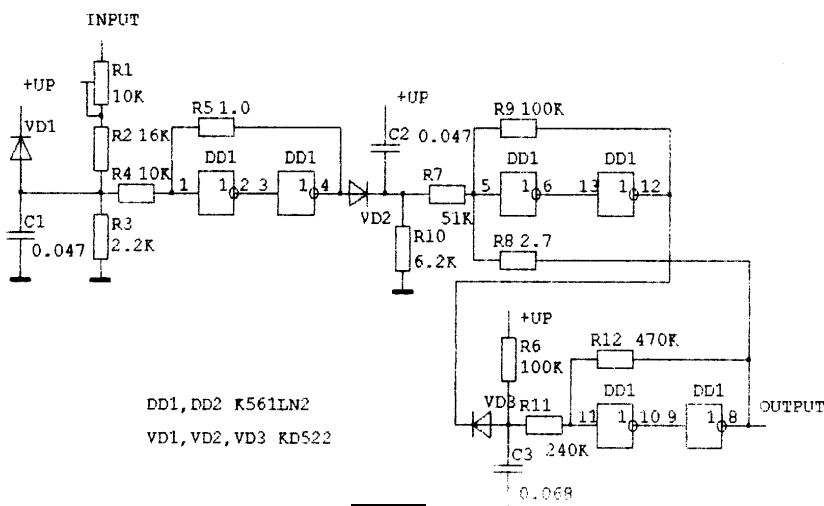 INPUT
+UP
R1
10K
VD1
R2 16K
R4 10K
R5 1.0
DD1
DD1
1 1 2 3 1 4
C1
0.047
R3
2.2K
+UP
C2 0.047
VD2
R7
51K
R10
6.2K
R9 100K
DD1
DD1
5 1 6 13 1 12
R8 2.7
+UP
R6
100K
R12 470K
VD3
R11
240K
DD1
DD1
11 1 10 9 1 8
OUTPUT
C3
0.068
DD1,DD2 K561LN2
VD1,VD2,VD3 KD522